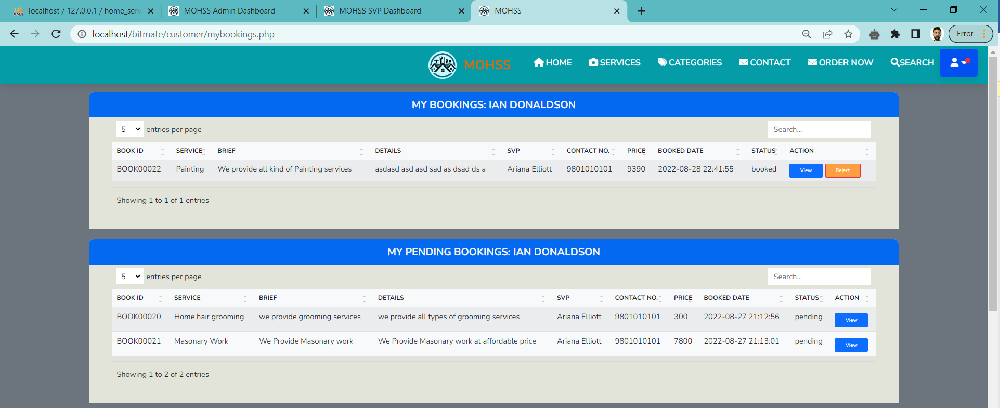 localhost / 127.0.0.1 / home_serv
MOHSS Admin Dashboard
MOHSS SVP Dashboard
MOHSS
localhost/bitmate/customer/mybookings.php
Error
MOHSS HOME SERVICES CATEGORIES CONTACT ORDER NOW SEARCH
MY BOOKINGS: IAN DONALDSON
5 entries per page
Search...
BOOK ID SERVICE BRIEF DETAILS SVP CONTACT NO. PRICE BOOKED DATE STATUS ACTION
BOOK00022 Painting We provide all kind of Painting services asdasd asd asd sad as dsad ds a Ariana Elliott 9801010101 9390 2022-08-28 22:41:55 booked View Reject
Showing 1 to 1 of 1 entries
MY PENDING BOOKINGS: IAN DONALDSON
5 entries per page
Search...
BOOK ID SERVICE BRIEF DETAILS SVP CONTACT NO. PRICE BOOKED DATE STATUS ACTION
BOOK00020 Home hair grooming we provide grooming services we provide all types of grooming services Ariana Elliott 9801010101 300 2022-08-27 21:12:56 pending View
BOOK00021 Masonary Work We Provide Masonary work We Provide Masonary work at affordable price Ariana Elliott 9801010101 7800 2022-08-27 21:13:01 pending View
Showing 1 to 2 of 2 entries